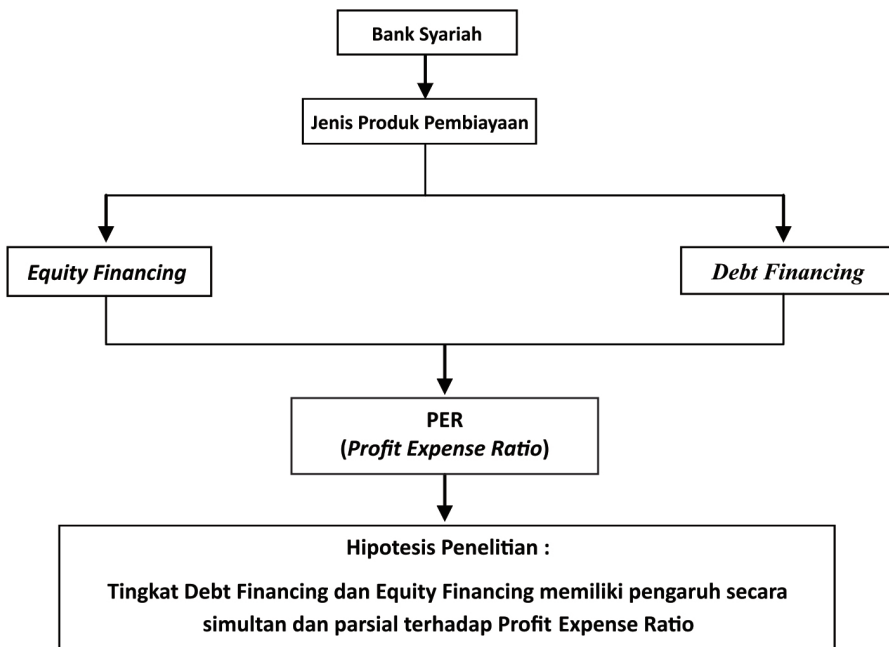 Bank Syariah
Jenis Produk Pembiayaan
Equity Financing
Debt Financing
PER
(Profit Expense Ratio)
Hipotesis Penelitian :
Tingkat Debt Financing dan Equity Financing memiliki pengaruh secara
simultan dan parsial terhadap Profit Expense Ratio